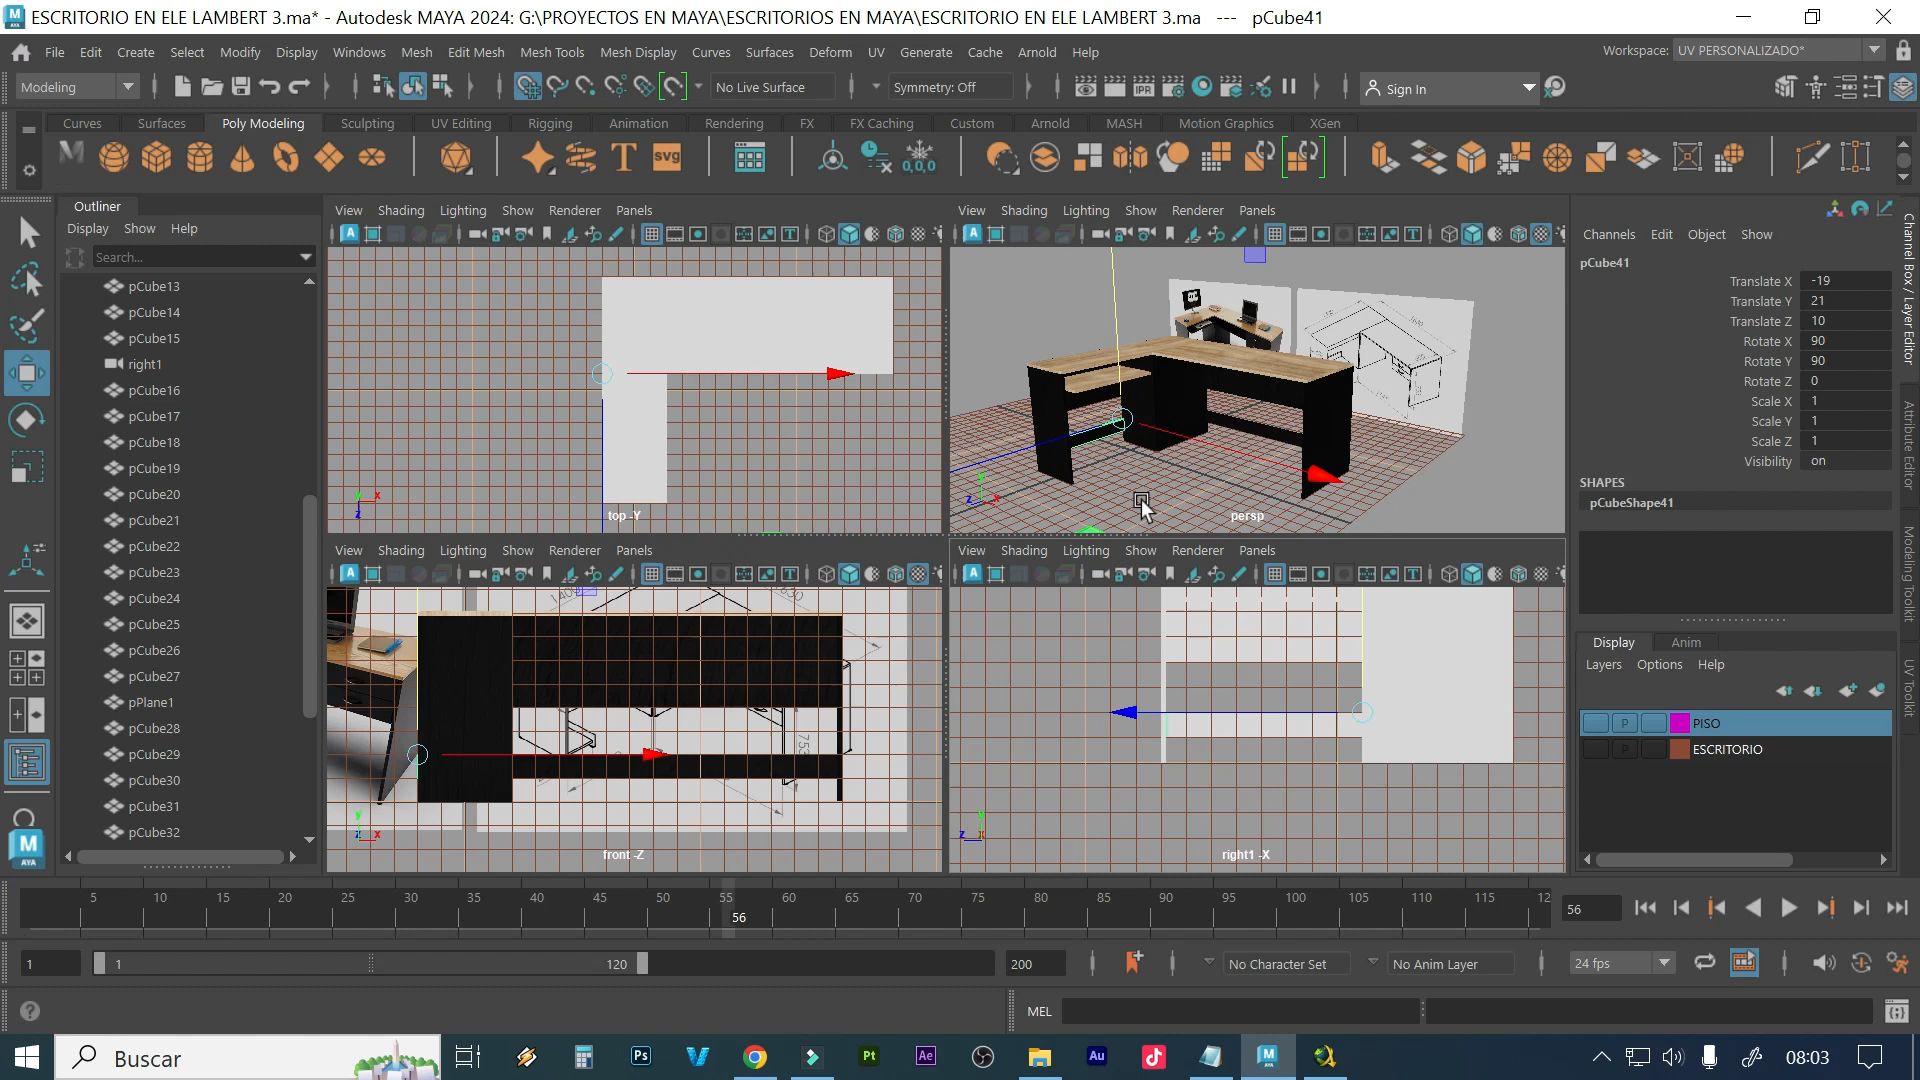 ESCRITORIO EN ELE LAMBERT 3.ma* - Autodesk MAYA 2024: G:\PROYECTOS EN MAYA\ESCRITORIOS EN MAYA\ESCRITORIO EN ELE LAMBERT 3.ma --- pCube41
File Edit Create Select Modify Display Windows Mesh Edit Mesh Mesh Tools Mesh Display Curves Surfaces Deform UV Generate Cache Arnold Help
Workspace: UV PERSONALIZADO*
Modeling
No Live Surface
Symmetry: Off
IPR
Sign In
Curves Surfaces Poly Modeling Sculpting UV Editing Rigging Animation Rendering FX FX Caching Custom Arnold MASH Motion Graphics XGen
SVG
0,0,0
Outliner
Display Show Help
Search...
pCube13
pCube14
pCube15
right1
pCube16
pCube17
pCube18
pCube19
pCube20
pCube21
pCube22
pCube23
pCube24
pCube25
pCube26
pCube27
pPlane1
pCube28
pCube29
pCube30
pCube31
pCube32
View Shading Lighting Show Renderer Panels
top -Y
View Shading Lighting Show Renderer Panels
persp
View Shading Lighting Show Renderer Panels
front -Z
View Shading Lighting Show Renderer Panels
right1 -X
Channels Edit Object Show
pCube41
Translate X -19
Translate Y 21
Translate Z 10
Rotate X 90
Rotate Y 90
Rotate Z 0
Scale X 1
Scale Y 1
Scale Z 1
Visibility on
SHAPES
pCubeShape41
Display Anim
Layers Options Help
P PISO
P ESCRITORIO
Channel Box / Layer Editor
Attribute Editor
Modeling Toolkit
UV Toolkit
5 10 15 20 25 30 35 40 45 50 55 60 65 70 75 80 85 90 95 100 105 110 115 12
56
56
1
1
120
200
No Character Set
No Anim Layer
24 fps
MEL
M
AYA
Buscar
Ps
Pt
Ae
Au
08:03